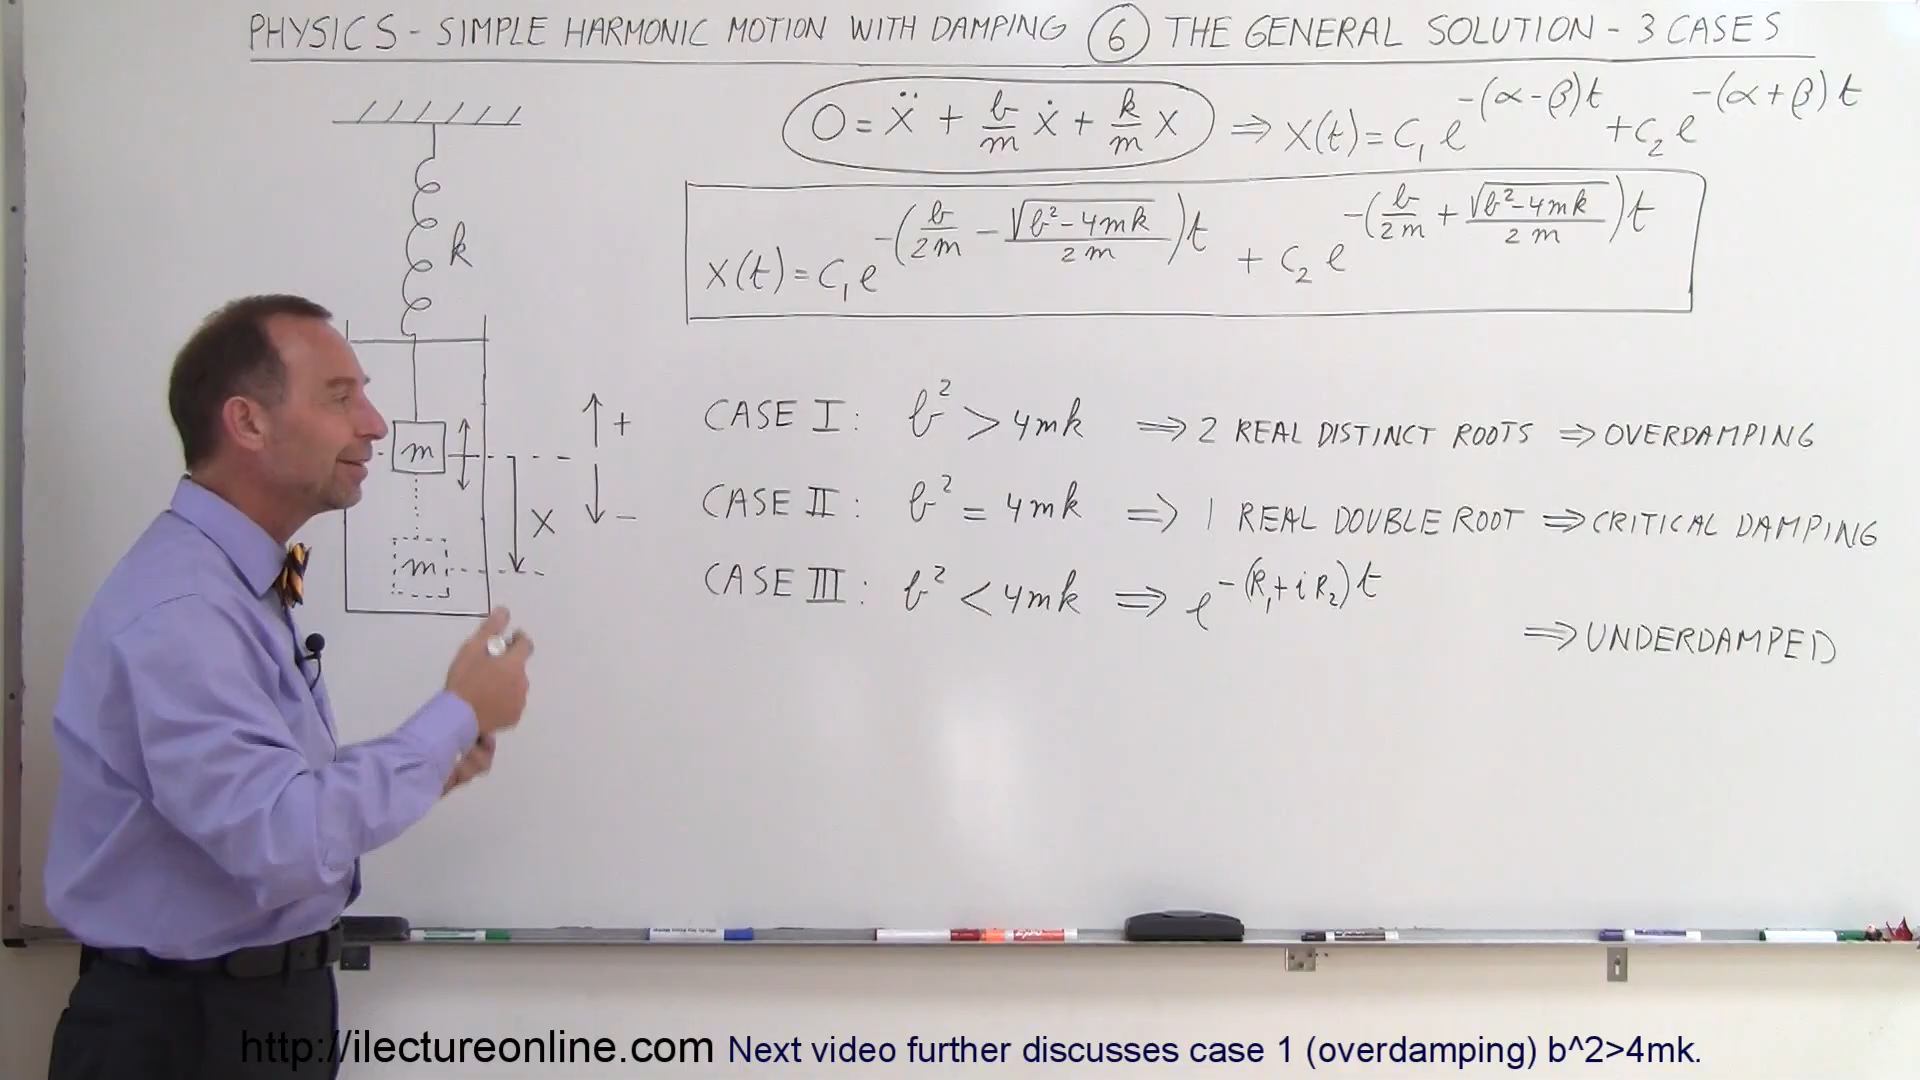 PHYSICS - SIMPLE HARMONIC MOTION WITH DAMPING ⑥ THE GENERAL SOLUTION - 3 CASES
0 = ẍ + b/m ẋ + k/m x ⇒ x(t) = C₁ e^(-(α-β)t) + C₂ e^(-(α+β)t)
x(t) = C₁ e^(-(b/2m - √(b²-4mk)/2m)t) + C₂ e^(-(b/2m + √(b²-4mk)/2m)t)
k
m
+
x
-
m
CASE I: b² > 4mk ⇒ 2 REAL DISTINCT ROOTS ⇒ OVERDAMPING
CASE II: b² = 4mk ⇒ 1 REAL DOUBLE ROOT ⇒ CRITICAL DAMPING
CASE III: b² < 4mk ⇒ e^(-(R₁+iR₂)t)
⇒ UNDERDAMPED
http://ilectureonline.com Next video further discusses case 1 (overdamping) b^2>4mk.